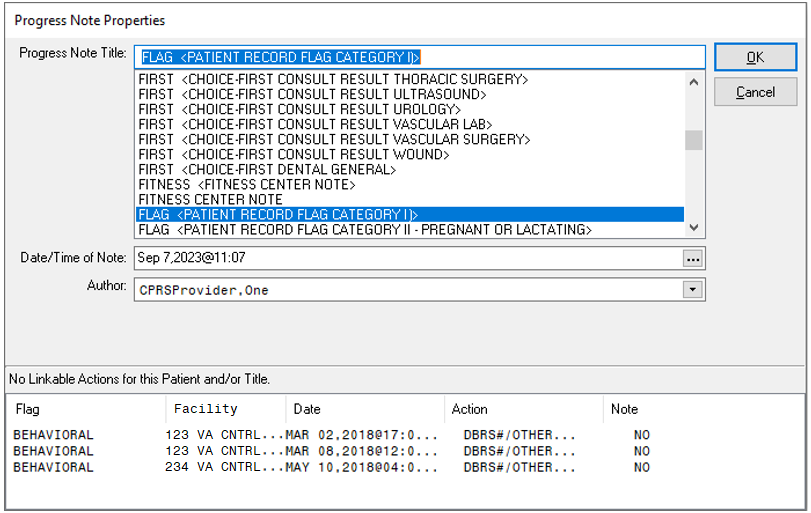 Progress Note Properties
Progress Note Title: FLAG <PATIENT RECORD FLAG CATEGORY I)> OK
FIRST <CHOICE-FIRST CONSULT RESULT THORACIC SURGERY>
FIRST <CHOICE-FIRST CONSULT RESULT ULTRASOUND> Cancel
FIRST <CHOICE-FIRST CONSULT RESULT UROLOGY>
FIRST <CHOICE-FIRST CONSULT RESULT VASCULAR LAB>
FIRST <CHOICE-FIRST CONSULT RESULT VASCULAR SURGERY>
FIRST <CHOICE-FIRST CONSULT RESULT WOUND>
FIRST <CHOICE-FIRST DENTAL GENERAL>
FITNESS <FITNESS CENTER NOTE>
FITNESS CENTER NOTE
FLAG <PATIENT RECORD FLAG CATEGORY I)>
FLAG <PATIENT RECORD FLAG CATEGORY II - PREGNANT OR LACTATING>
Date/Time of Note: Sep 7,2023@11:07 ...
Author: CPRSProvider,One
No Linkable Actions for this Patient and/or Title.
Flag Facility Date Action Note
BEHAVIORAL 123 VA CNTRL... MAR 02,2018@17:0... DBRS#/OTHER... NO
BEHAVIORAL 123 VA CNTRL... MAR 08,2018@12:0... DBRS#/OTHER... NO
BEHAVIORAL 234 VA CNTRL... MAY 10,2018@04:0... DBRS#/OTHER... NO